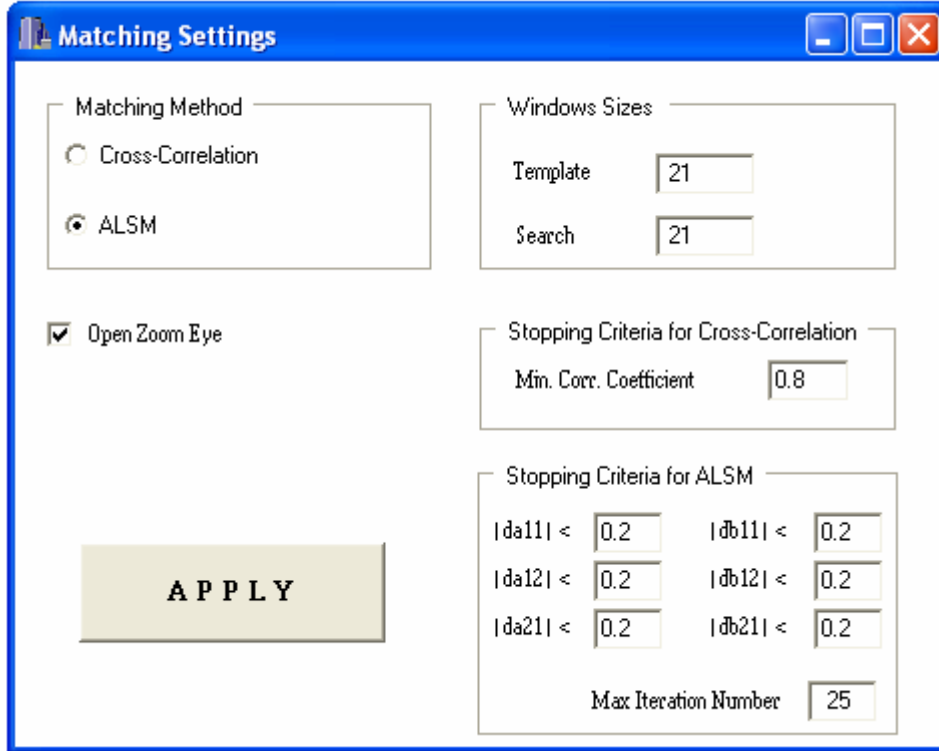 Matching Settings
Matching Method
Cross-Correlation
ALSM
Open Zoom Eye
APPLY
Windows Sizes
Template 21
Search 21
Stopping Criteria for Cross-Correlation
Min. Corr. Coefficient 0.8
Stopping Criteria for ALSM
|da11| < 0.2 |db11| < 0.2
|da12| < 0.2 |db12| < 0.2
|da21| < 0.2 |db21| < 0.2
Max Iteration Number 25